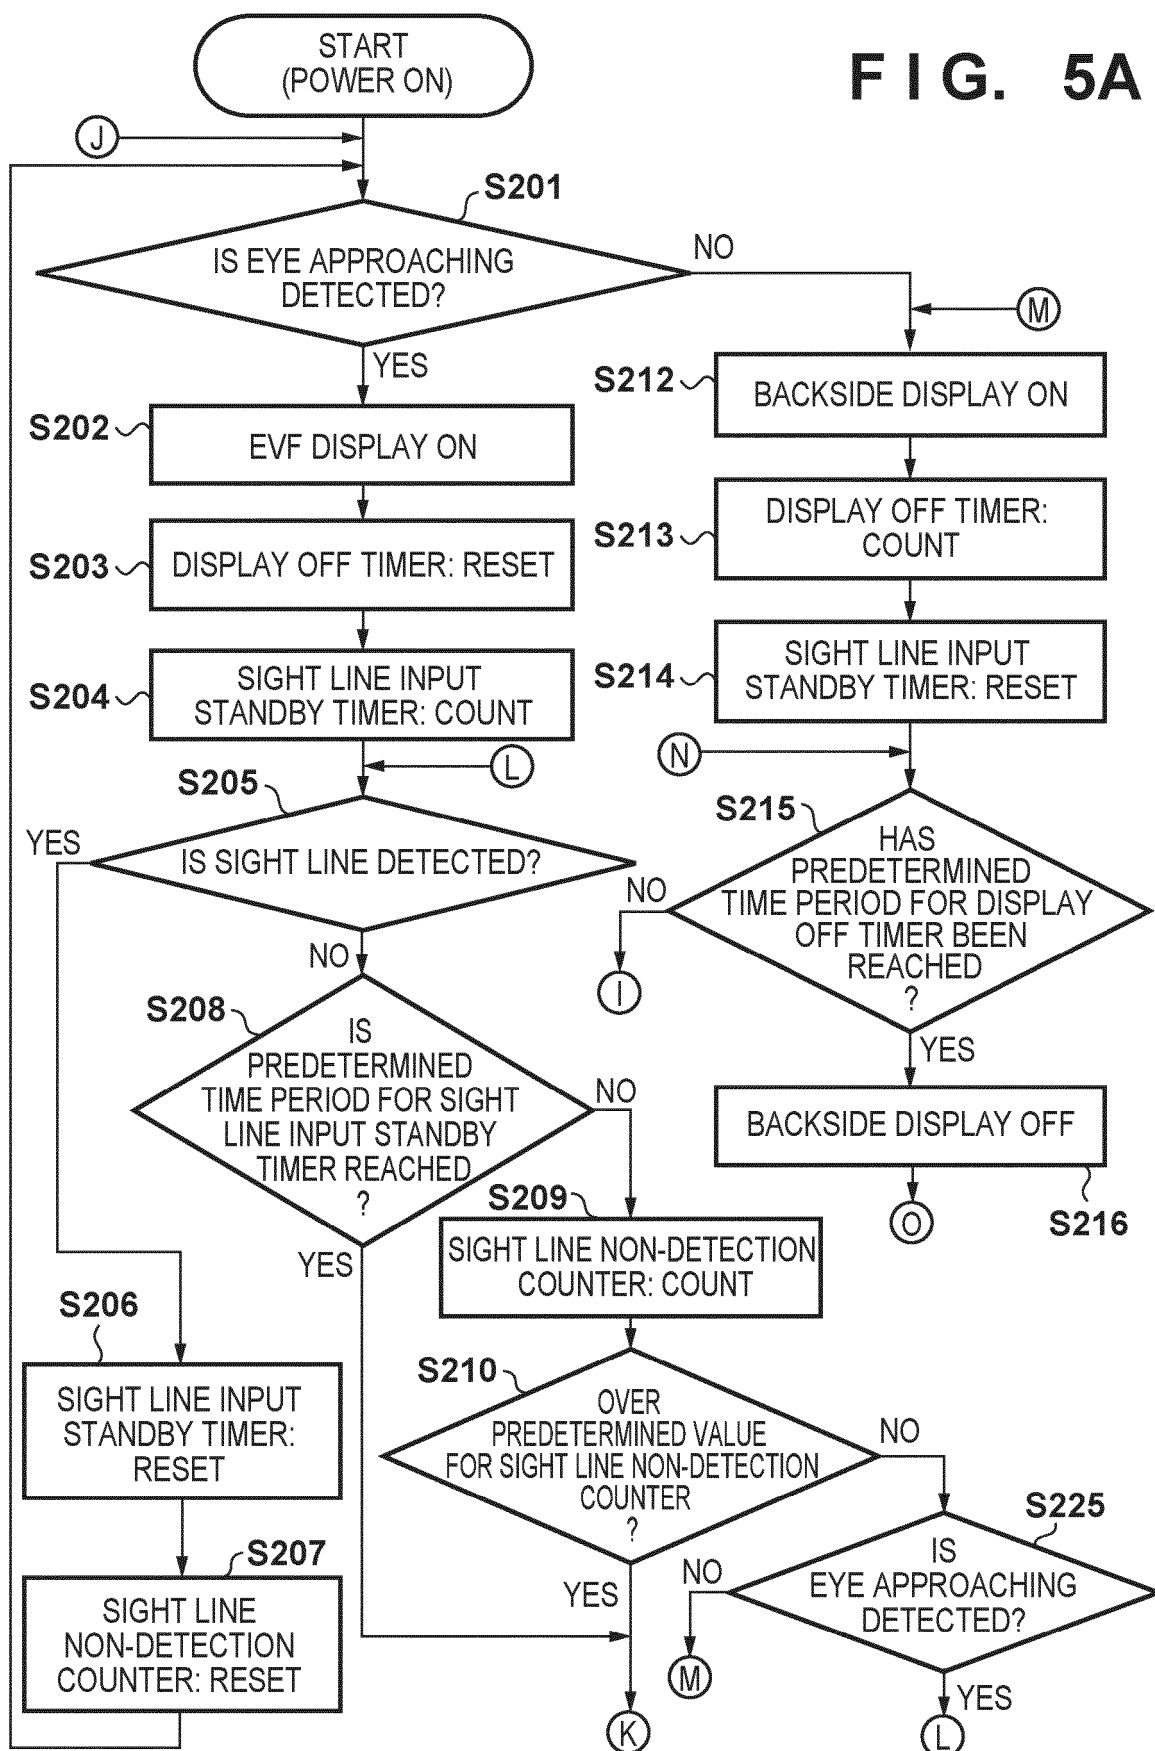 START
(POWER ON)
FIG. 5A
J
S201
IS EYE APPROACHING
DETECTED?
NO
M
YES
S212
BACKSIDE DISPLAY ON
S202
EVF DISPLAY ON
S213
DISPLAY OFF TIMER:
COUNT
S203
DISPLAY OFF TIMER: RESET
S214
SIGHT LINE INPUT
STANDBY TIMER: RESET
S204
SIGHT LINE INPUT
STANDBY TIMER: COUNT
N
L
S205
IS SIGHT LINE DETECTED?
YES
NO
S215
HAS
PREDETERMINED
TIME PERIOD FOR DISPLAY
OFF TIMER BEEN
REACHED
?
NO
I
YES
S208
IS
PREDETERMINED
TIME PERIOD FOR SIGHT
LINE INPUT STANDBY
TIMER REACHED
?
NO
YES
BACKSIDE DISPLAY OFF
S216
O
S209
SIGHT LINE NON-DETECTION
COUNTER: COUNT
S206
SIGHT LINE INPUT
STANDBY TIMER:
RESET
S210
OVER
PREDETERMINED VALUE
FOR SIGHT LINE NON-DETECTION
COUNTER
?
NO
YES
S225
IS
EYE APPROACHING
DETECTED?
NO
M
YES
L
S207
SIGHT LINE
NON-DETECTION
COUNTER: RESET
K